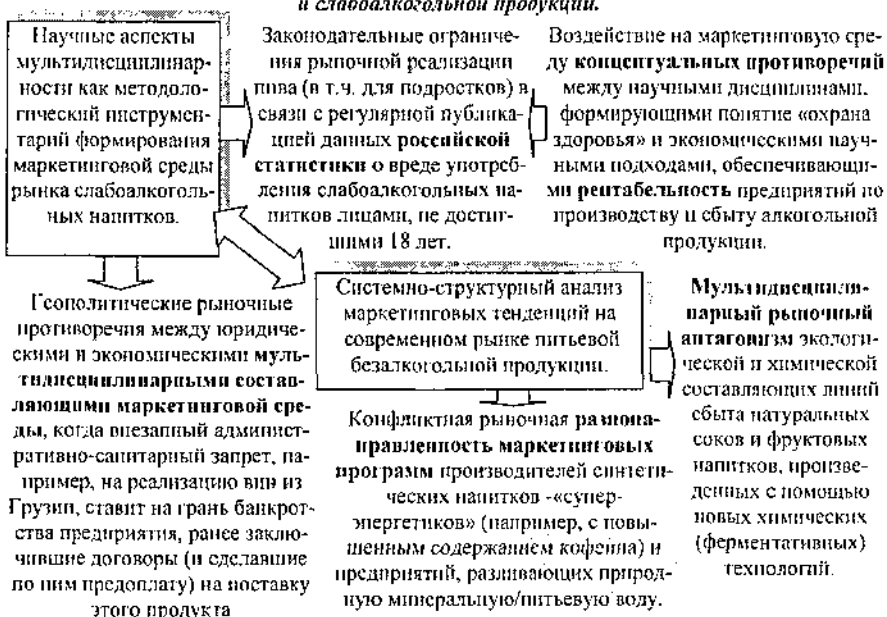 и слабоалкогольной продукции.
Научные аспекты
мультидисциплинар-
ности как методоло-
гический инструмен-
тарий формирования
маркетинговой среды
рынка слабоалкоголь-
ных напитков.
Законодательные ограниче-
ния рыночной реализации
пива (в т.ч. для подростков) в
связи с регулярной публика-
цией данных российской
статистики о вреде употреб-
ления слабоалкогольных на-
питков лицами, не достиг-
шими 18 лет.
Воздействие на маркетинговую сре-
ду концептуальных противоречий
между научными дисциплинами,
формирующими понятие «охрана
здоровья» и экономическими науч-
ными подходами, обеспечивающи-
ми рентабельность предприятий по
производству и сбыту алкогольной
продукции.
Геополитические рыночные
противоречия между юридиче-
скими и экономическими муль-
тидисциплинарными состав-
ляющими маркетинговой сре-
ды, когда внезапный админист-
ративно-санитарный запрет, на-
пример, на реализацию вин из
Грузии, ставит на грань банкрот-
ства предприятия, ранее заклю-
чившие договоры (и сделавшие
по ним предоплату) на поставку
этого продукта
Системно-структурный анализ
маркетинговых тенденций на
современном рынке питьевой
безалкогольной продукции.
Конфликтная рыночная разнона-
правленность маркетинговых
программ производителей синтети-
ческих напитков -«супер-
энергетиков» (например, с повы-
шенным содержанием кофеина) и
предприятий, разливающих природ-
ную минеральную/питьевую воду.
Мультидисципли-
нарный рыночный
антагонизм экологи-
ческой и химической
составляющих линий
сбыта натуральных
соков и фруктовых
напитков, произве-
денных с помощью
новых химических
(ферментативных)
технологий.